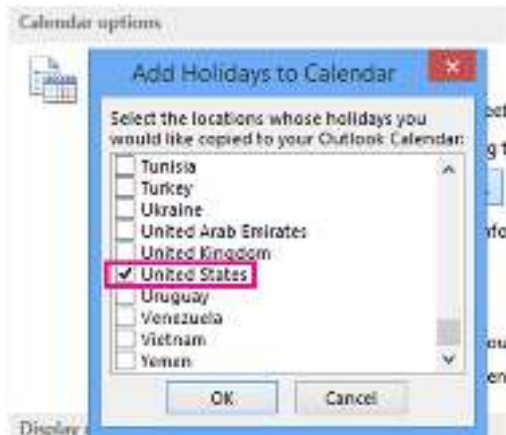 Calendar options
Add Holidays to Calendar
Select the locations whose holidays you
would like copied to your Outlook Calendar:
Tunisia
Turkey
Ukraine
United Arab Emirates
United Kingdom
United States
Uruguay
Venezuela
Vietnam
Yemen
OK Cancel
Display